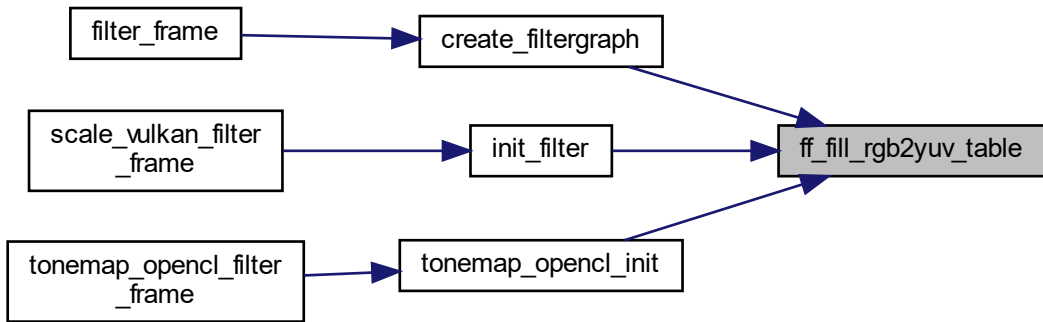 filter_frame
create_filtergraph
scale_vulkan_filter
_frame
init_filter
ff_fill_rgb2yuv_table
tonemap_opencl_filter
_frame
tonemap_opencl_init